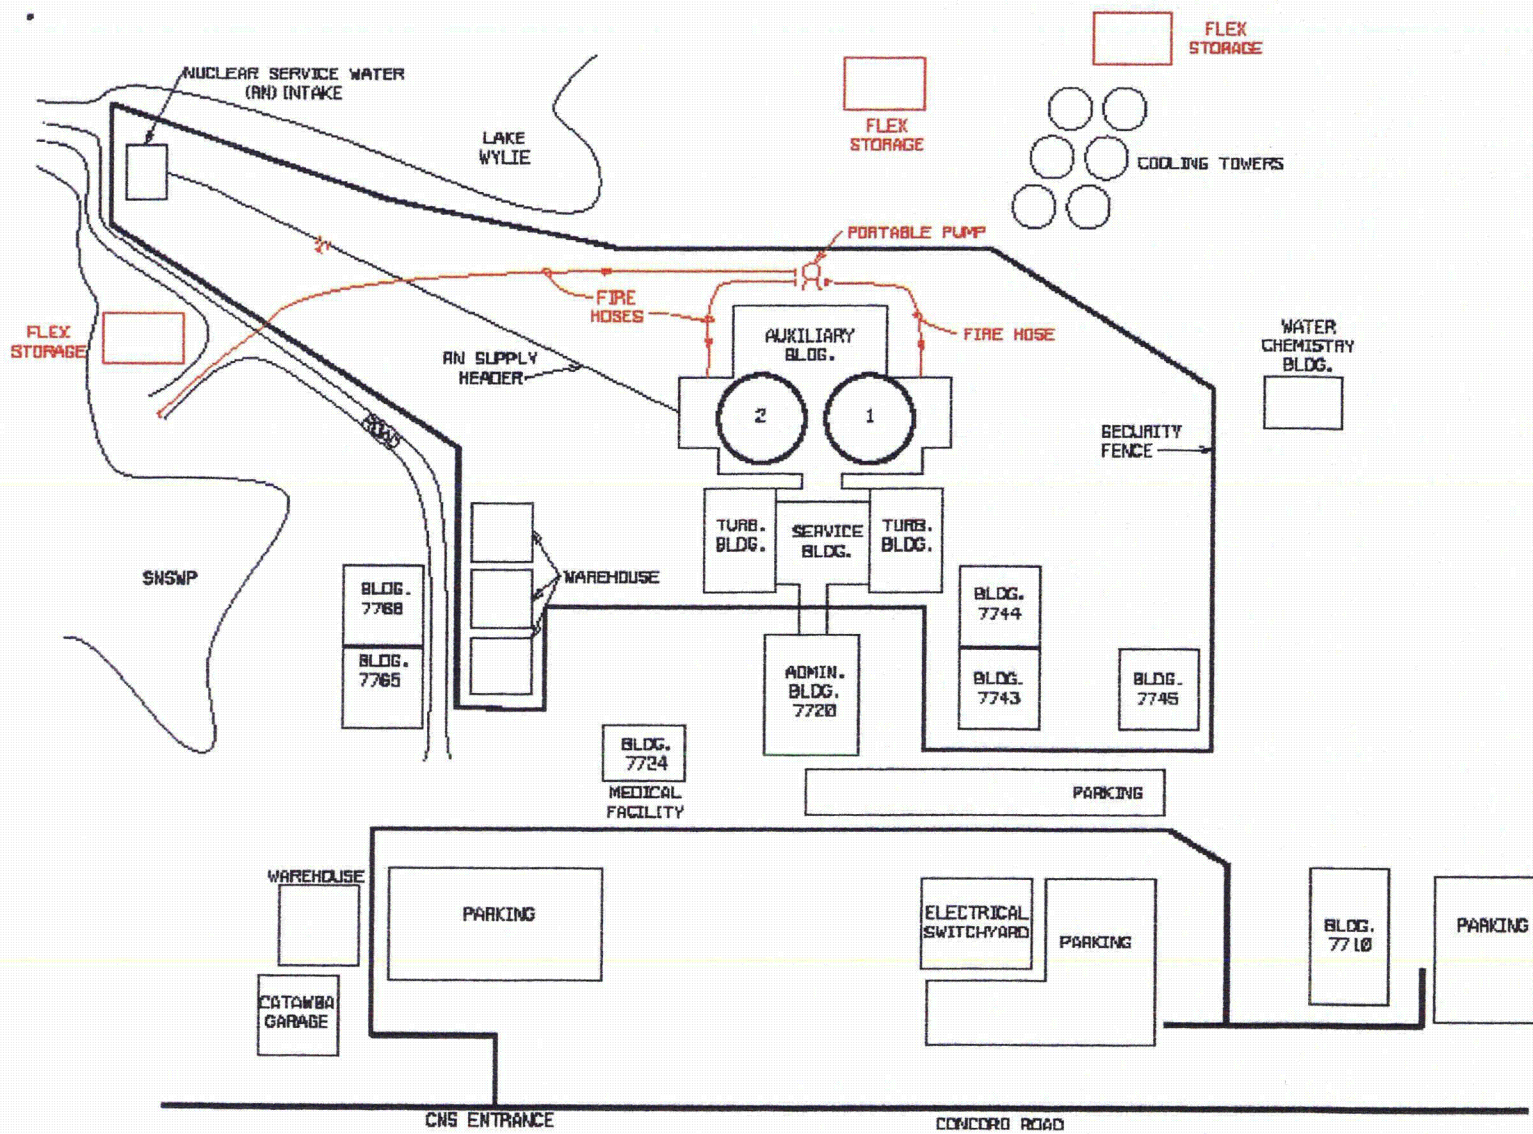 FLEX
STORAGE
NUCLEAR SERVICE WATER
(RN) INTAKE
LAKE
WYLIE
FLEX
STORAGE
COOLING TOWERS
PORTABLE PUMP
FIRE
HOSES
FIRE HOSE
FLEX
STORAGE
AUXILIARY
BLDG.
WATER
CHEMISTRY
BLDG.
RN SUPPLY
HEADER
2
1
ROAD
SECURITY
FENCE
TURB.
BLDG.
SERVICE
BLDG.
TURB.
BLDG.
SNSWP
WAREHOUSE
BLDG.
7768
BLDG.
7744
BLDG.
7765
ADMIN.
BLDG.
7720
BLDG.
7743
BLDG.
7745
BLDG.
7724
MEDICAL
FACILITY
PARKING
WAREHOUSE
PARKING
ELECTRICAL
SWITCHYARD
PARKING
BLDG.
7710
PARKING
CATAWBA
GARAGE
CNS ENTRANCE
CONCORD ROAD